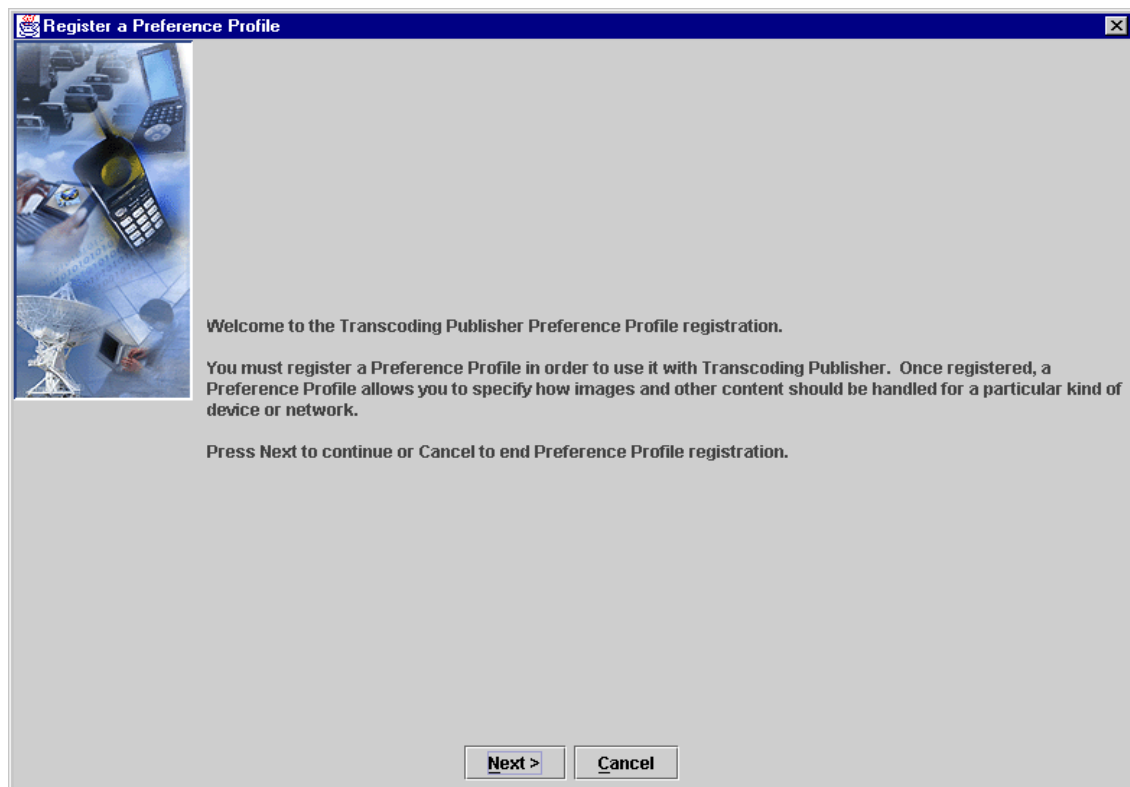 Register a Preference Profile
Welcome to the Transcoding Publisher Preference Profile registration.
You must register a Preference Profile in order to use it with Transcoding Publisher.  Once registered, a
Preference Profile allows you to specify how images and other content should be handled for a particular kind of
device or network.
Press Next to continue or Cancel to end Preference Profile registration.
Next >
Cancel